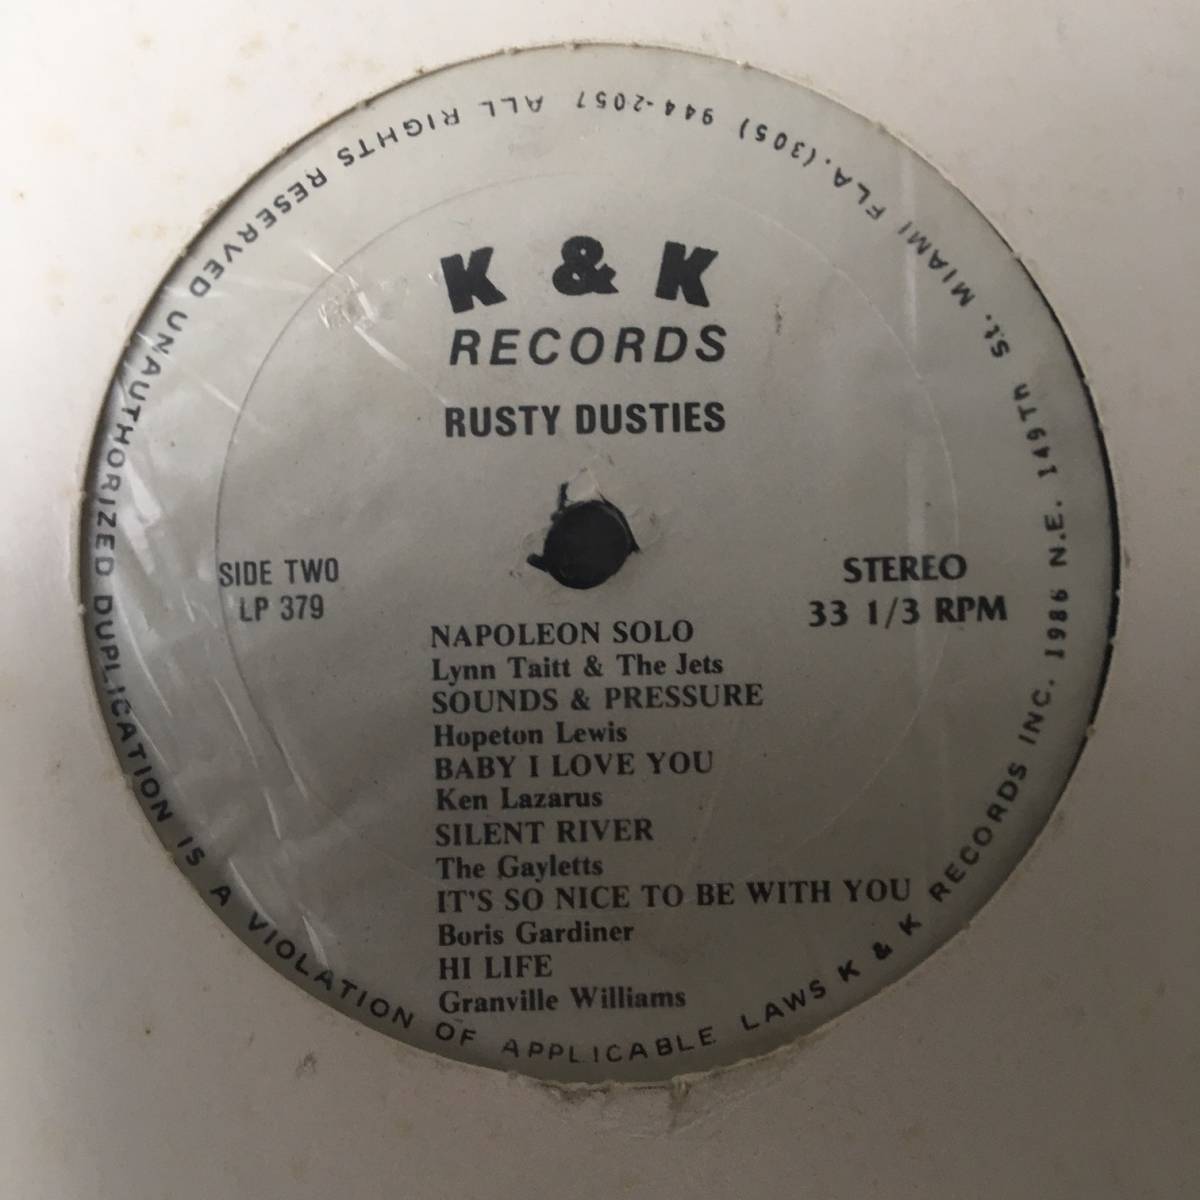 K & K
RECORDS
RUSTY DUSTIES
SIDE TWO
LP 379
STEREO
33 1/3 RPM
NAPOLEON SOLO
Lynn Taitt & The Jets
SOUNDS & PRESSURE
Hopeton Lewis
BABY I LOVE YOU
Ken Lazarus
SILENT RIVER
The Gayletts
IT'S SO NICE TO BE WITH YOU
Boris Gardiner
HI LIFE
Granville Williams
ALL RIGHTS RESERVED UNAUTHORIZED DUPLICATION IS A VIOLATION OF APPLICABLE LAWS K & K RECORDS INC. 1986 N.E. 149Th St. MIAMI FLA. (305) 944-2057